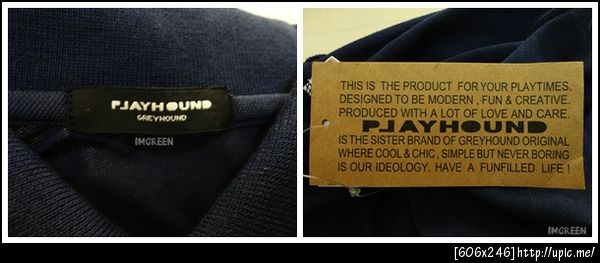 PLAYHOUND
GREYHOUND
IMGREEN
THIS IS THE PRODUCT FOR YOUR PLAYTIMES.
DESIGNED TO BE MODERN , FUN & CREATIVE.
PRODUCED WITH A LOT OF LOVE AND CARE.
PLAYHOUND
IS THE SISTER BRAND OF GREYHOUND ORIGINAL
WHERE COOL & CHIC , SIMPLE BUT NEVER BORING
IS OUR IDEOLOGY. HAVE A FUNFILLED LIFE !
IMGREEN
[606x246]http://upic.me/